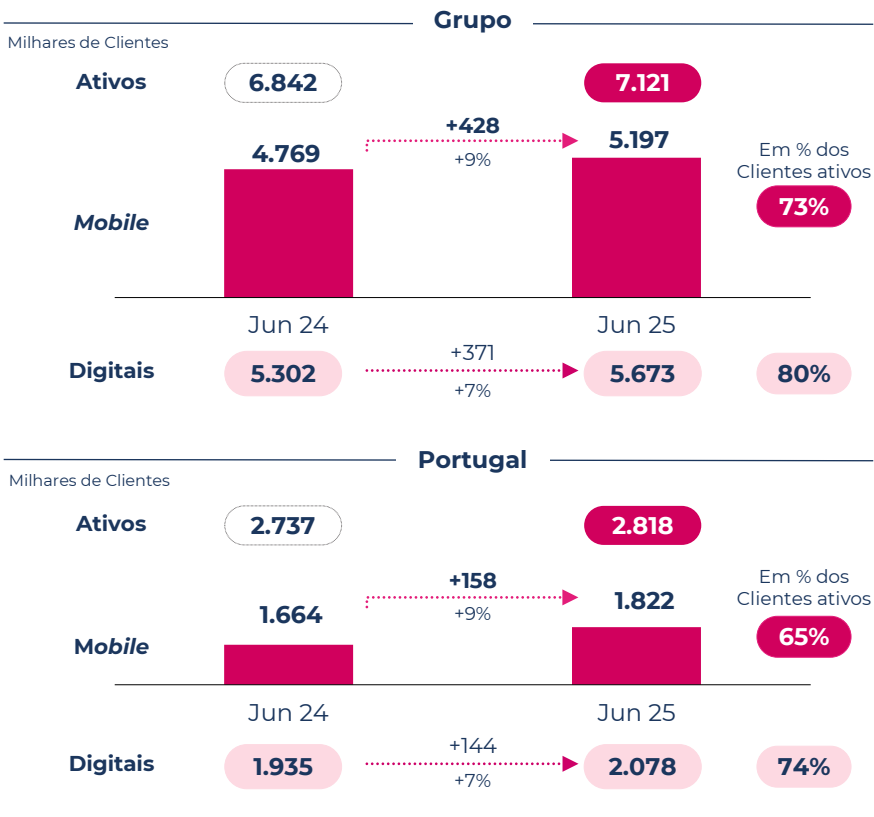 Grupo
Milhares de Clientes
Ativos 6.842 7.121
+428
4.769 5.197
+9%
Em % dos
Clientes ativos
73%
Mobile
Jun 24 Jun 25
+371
Digitais 5.302 5.673 80%
+7%
Portugal
Milhares de Clientes
Ativos 2.737 2.818
+158
1.664 1.822
+9%
Em % dos
Clientes ativos
65%
Mobile
Jun 24 Jun 25
+144
Digitais 1.935 2.078 74%
+7%